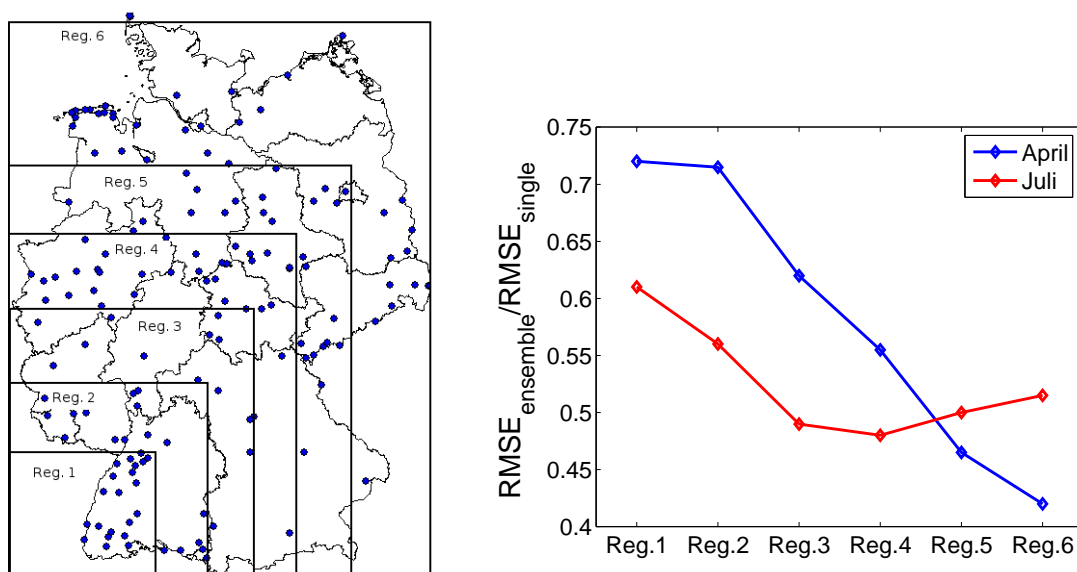 Reg. 6
Reg. 5
Reg. 4
Reg. 3
Reg. 2
Reg. 1
RMSE_ensemble/RMSE_single
0.75
0.7
0.65
0.6
0.55
0.5
0.45
0.4
April
Juli
Reg.1 Reg.2 Reg.3 Reg.4 Reg.5 Reg.6